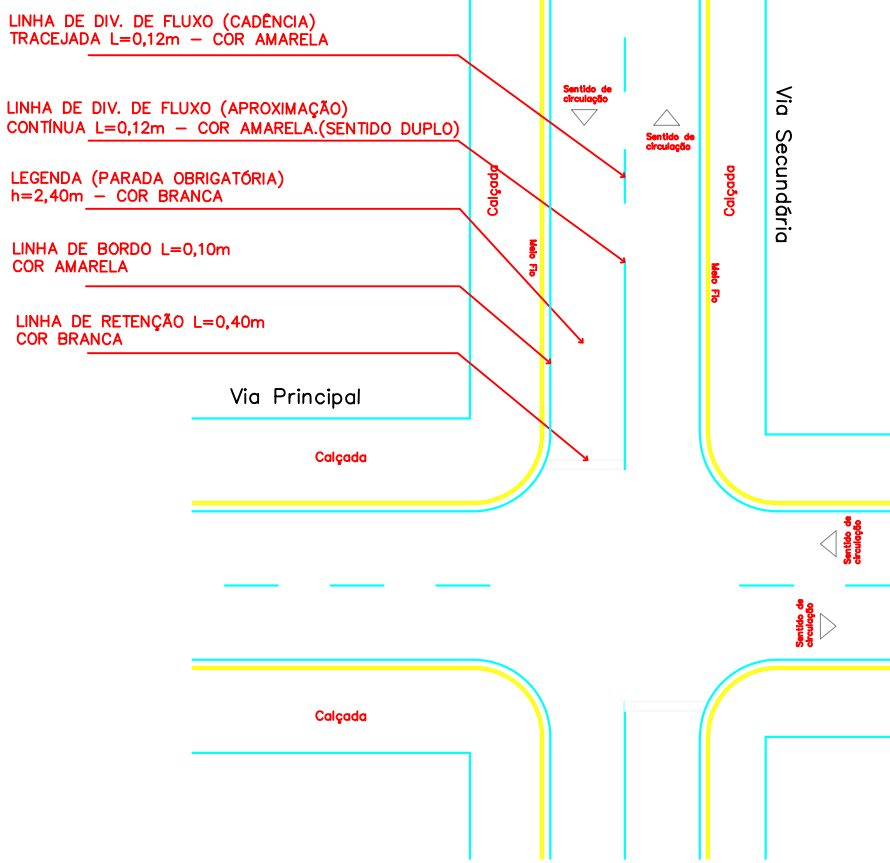 LINHA DE DIV. DE FLUXO (CADÊNCIA)
TRACEJADA L=0,12m – COR AMARELA
LINHA DE DIV. DE FLUXO (APROXIMAÇÃO)
CONTÍNUA L=0,12m – COR AMARELA.(SENTIDO DUPLO)
LEGENDA (PARADA OBRIGATÓRIA)
h=2,40m – COR BRANCA
LINHA DE BORDO L=0,10m
COR AMARELA
LINHA DE RETENÇÃO L=0,40m
COR BRANCA
Sentido de
circulação
Sentido de
circulação
Calçada
Calçada
Via Secundária
Meio Fio
Meio Fio
Via Principal
Calçada
Sentido de
circulação
Sentido de
circulação
Calçada